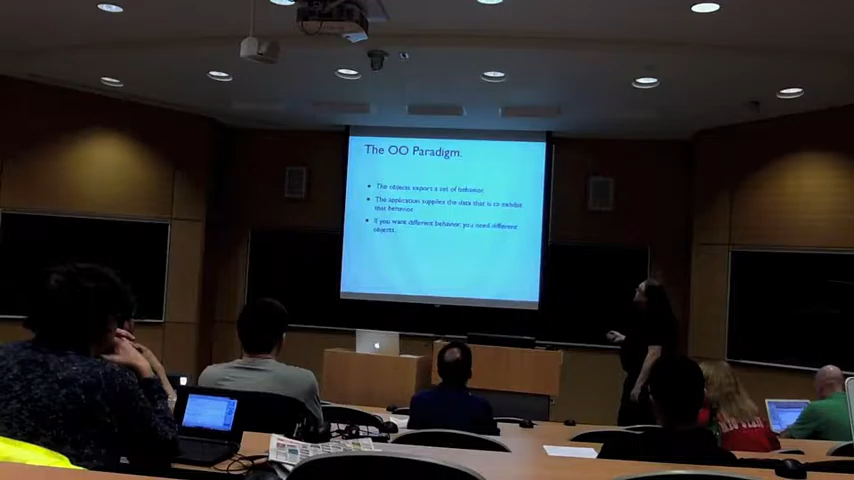 The OO Paradigm.
• The objects export a set of behavior.
• The application supplies the data that is to exhibit
that behavior.
• If you want different behavior, you need different
objects.